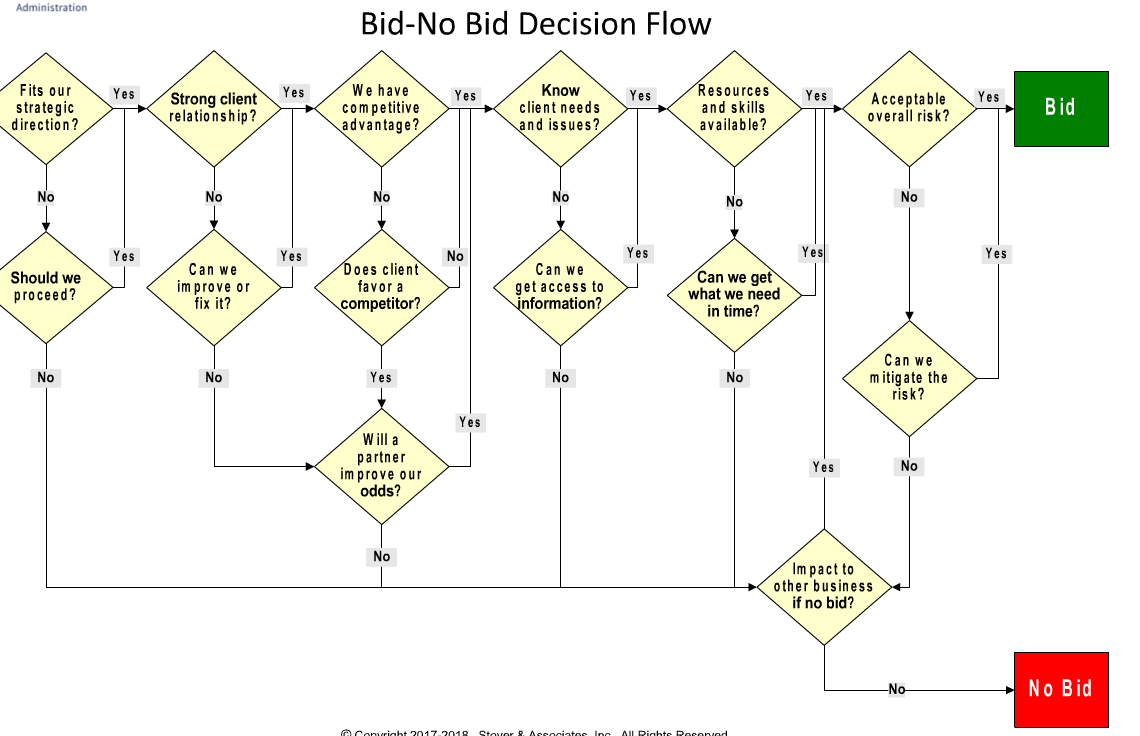 Administration
Bid-No Bid Decision Flow
Fits our
strategic
direction?
Yes
Strong client
relationship?
Yes
We have
competitive
advantage?
Yes
Know
client needs
and issues?
Yes
Resources
and skills
available?
Yes
Acceptable
overall risk?
Yes
Bid
No
No
No
No
No
No
Should we
proceed?
Yes
Can we
improve or
fix it?
Yes
Does client
favor a
competitor?
No
Can we
get access to
information?
Yes
Can we get
what we need
in time?
Yes
Yes
Can we
mitigate the
risk?
No
No
Yes
No
No
Will a
partner
improve our
odds?
Yes
Yes
No
No
Impact to
other business
if no bid?
No
No Bid
© Copyright 2017-2018 Stover & Associates, Inc. All Rights Reserved